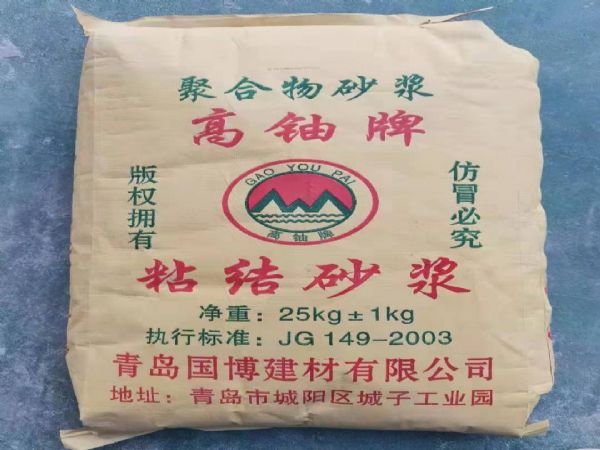 聚合物砂浆
高铀牌
版权拥有
GAO YOU PAI
高铀牌
仿冒必究
粘结砂浆
净重：25kg±1kg
执行标准：JG 149-2003
青岛国博建材有限公司
地址：青岛市城阳区城子工业园